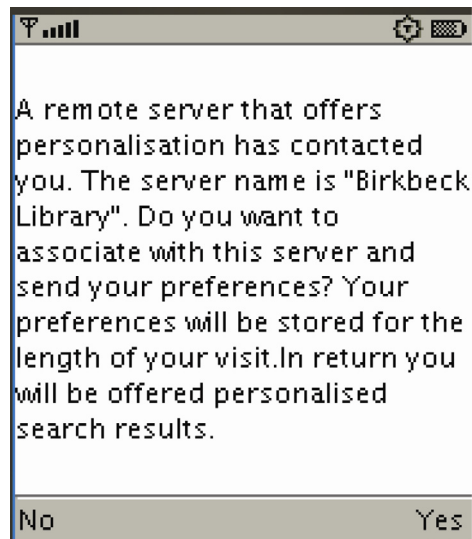 A remote server that offers
personalisation has contacted
you. The server name is "Birkbeck
Library". Do you want to
associate with this server and
send your preferences? Your
preferences will be stored for the
length of your visit.In return you
will be offered personalised
search results.
No Yes